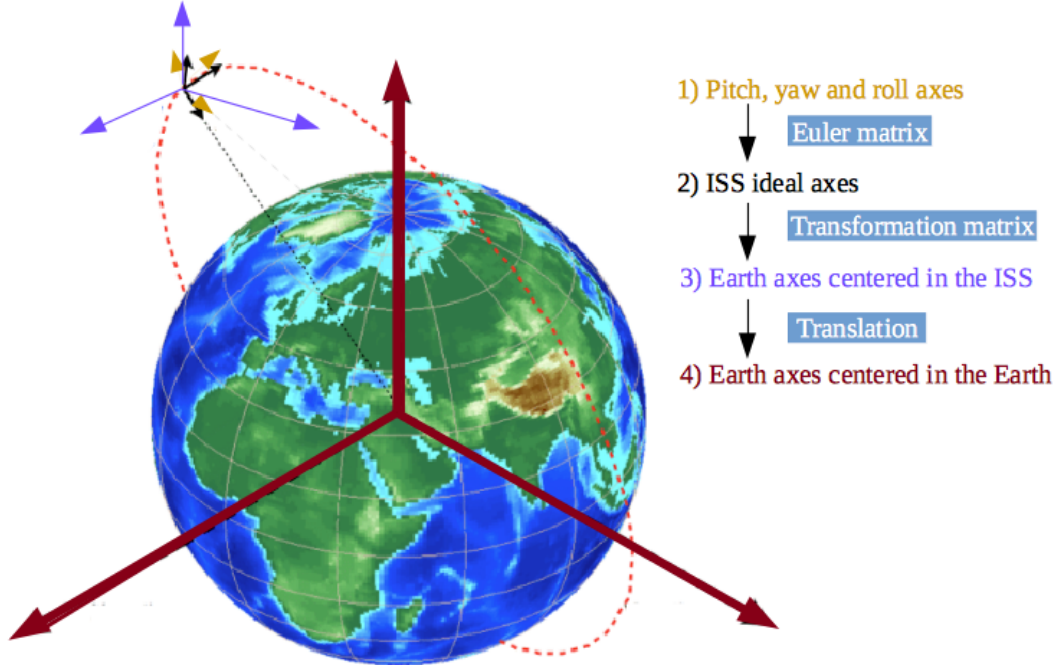 1) Pitch, yaw and roll axes
Euler matrix
2) ISS ideal axes
Transformation matrix
3) Earth axes centered in the ISS
Translation
4) Earth axes centered in the Earth